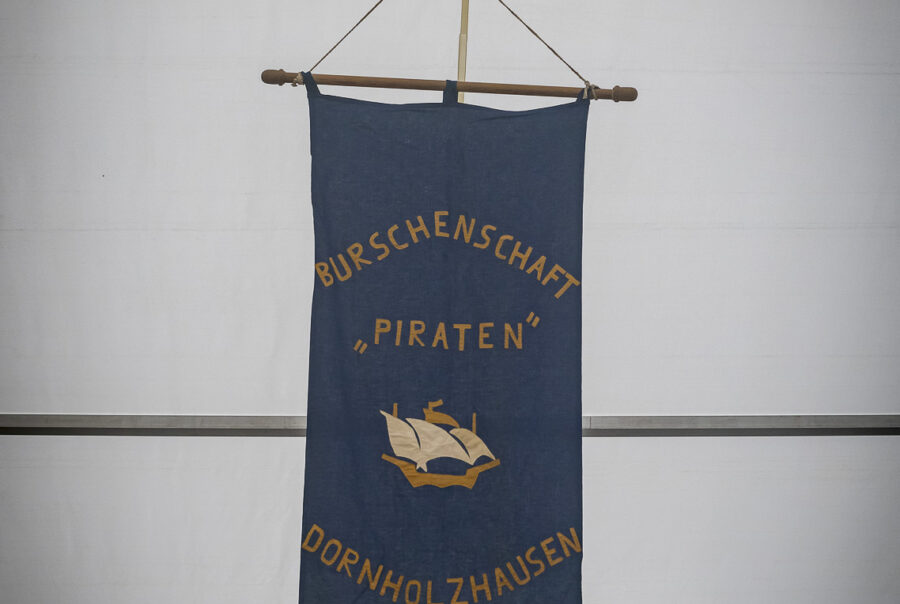 BURSCHENSCHAFT
„PIRATEN"
DORNHOLZHAUSEN